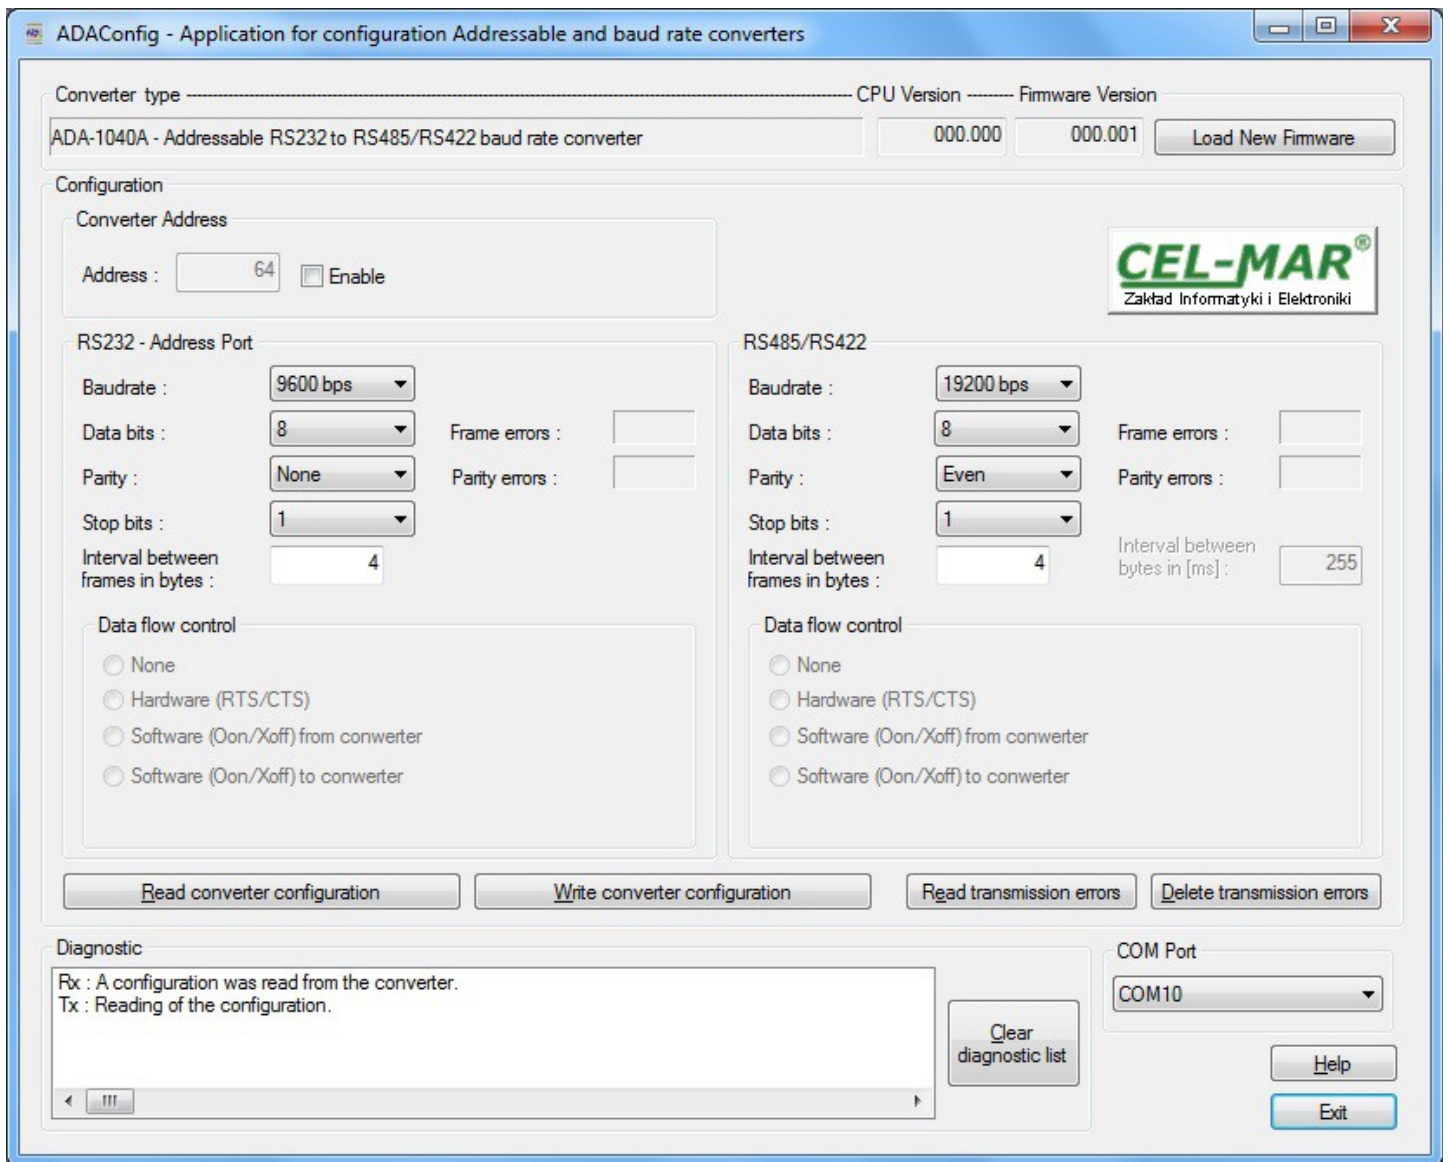 ADAConfig - Application for configuration Addressable and baud rate converters
Converter type CPU Version Firmware Version
ADA-1040A - Addressable RS232 to RS485/RS422 baud rate converter 000.000 000.001 Load New Firmware
Configuration
Converter Address
Address : 64 Enable
CEL-MAR®
Zakład Informatyki i Elektroniki
RS232 - Address Port
Baudrate : 9600 bps
Data bits : 8 Frame errors :
Parity : None Parity errors :
Stop bits : 1
Interval between
frames in bytes : 4
Data flow control
None
Hardware (RTS/CTS)
Software (Oon/Xoff) from conwerter
Software (Oon/Xoff) to conwerter
RS485/RS422
Baudrate : 19200 bps
Data bits : 8 Frame errors :
Parity : Even Parity errors :
Stop bits : 1
Interval between
frames in bytes : 4
Interval between
bytes in [ms] : 255
Data flow control
None
Hardware (RTS/CTS)
Software (Oon/Xoff) from conwerter
Software (Oon/Xoff) to conwerter
Read converter configuration Write converter configuration Read transmission errors Delete transmission errors
Diagnostic
Rx : A configuration was read from the converter.
Tx : Reading of the configuration.
Clear
diagnostic list
COM Port
COM10
Help
Exit